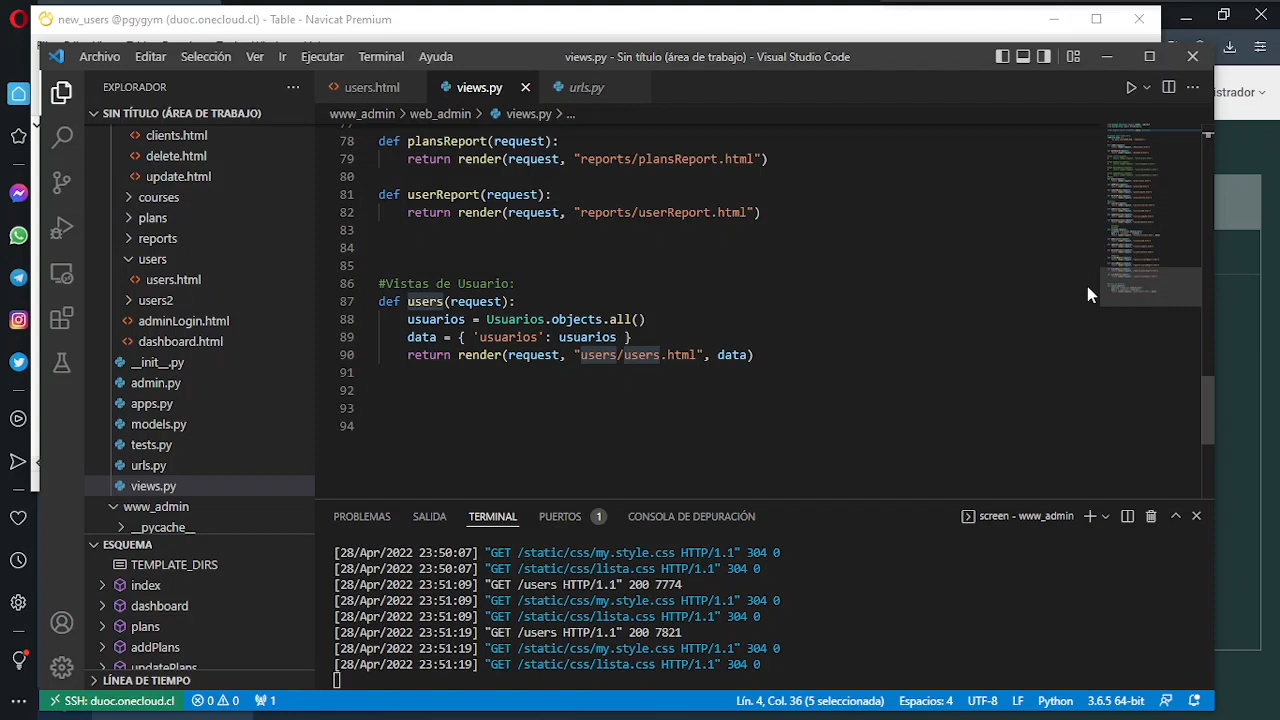 new_users @pgygym (duoc.onecloud.cl) - Table - Navicat Premium
Archivo Editar Selección Ver Ir Ejecutar Terminal Ayuda
views.py - Sin título (área de trabajo) - Visual Studio Code
EXPLORADOR
users.html
views.py
urls.py
SIN TÍTULO (ÁREA DE TRABAJO)
www_admin > web_admin > views.py > ...
clients.html
delete.html
update.html
courses
plans
reports
users
users.html
users2
adminLogin.html
dashboard.html
__init__.py
admin.py
apps.py
models.py
tests.py
urls.py
views.py
www_admin
__pycache__
78 def plansReport(request):
79 return render(request, "reports/plansReport.html")
80
81 def userReport(request):
82 return render(request, "reports/userReport.html")
83
84
85
86 #Vistas de Usuario:
87 def users(request):
88 usuarios = Usuarios.objects.all()
89 data = { 'usuarios': usuarios }
90 return render(request, "users/users.html", data)
91
92
93
94
ESQUEMA
TEMPLATE_DIRS
index
dashboard
plans
addPlans
updatePlans
LÍNEA DE TIEMPO
PROBLEMAS SALIDA TERMINAL PUERTOS 1 CONSOLA DE DEPURACIÓN
screen - www_admin
[28/Apr/2022 23:50:07] "GET /static/css/my.style.css HTTP/1.1" 304 0
[28/Apr/2022 23:50:07] "GET /static/css/lista.css HTTP/1.1" 304 0
[28/Apr/2022 23:51:09] "GET /users HTTP/1.1" 200 7774
[28/Apr/2022 23:51:09] "GET /static/css/my.style.css HTTP/1.1" 304 0
[28/Apr/2022 23:51:09] "GET /static/css/lista.css HTTP/1.1" 304 0
[28/Apr/2022 23:51:19] "GET /users HTTP/1.1" 200 7821
[28/Apr/2022 23:51:19] "GET /static/css/my.style.css HTTP/1.1" 304 0
[28/Apr/2022 23:51:19] "GET /static/css/lista.css HTTP/1.1" 304 0
SSH: duoc.onecloud.cl 0 0 1
Lín. 4, Col. 36 (5 seleccionada) Espacios: 4 UTF-8 LF Python 3.6.5 64-bit
istrador